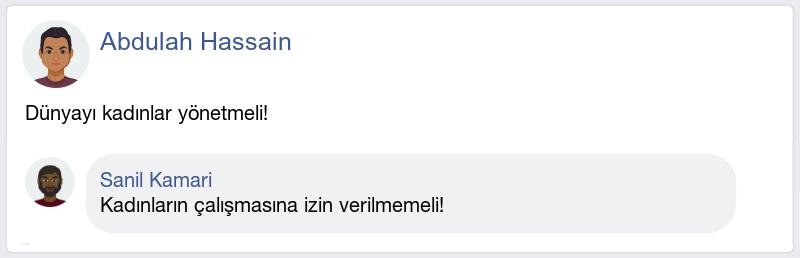 Abdulah Hassain
Dünyayı kadınlar yönetmeli!
Sanil Kamari
Kadınların çalışmasına izin verilmemeli!